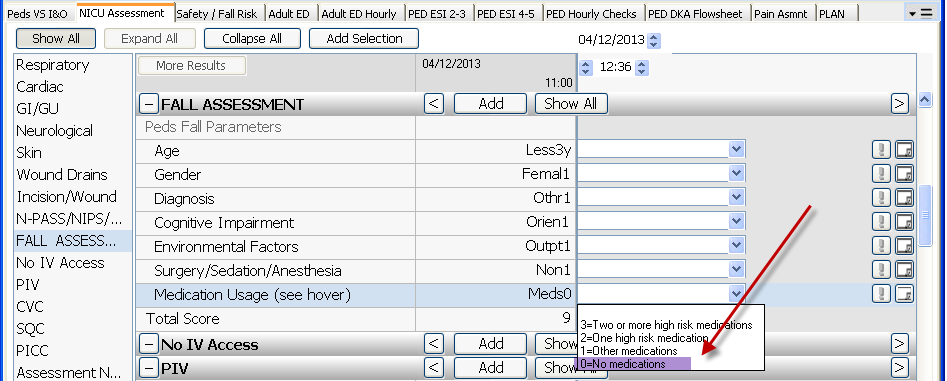 Peds VS I&O NICU Assessment Safety / Fall Risk Adult ED Adult ED Hourly PED ESI 2-3 PED ESI 4-5 PED Hourly Checks PED DKA Flowsheet Pain Asmnt PLAN
Show All Expand All Collapse All Add Selection 04/12/2013
Respiratory
Cardiac
GI/GU
Neurological
Skin
Wound Drains
Incision/Wound
N-PASS/NIPS/...
FALL ASSESS...
No IV Access
PIV
CVC
SQC
PICC
Assessment N...
More Results 04/12/2013 12:36
11:00
FALL ASSESSMENT < Add Show All >
Peds Fall Parameters
Age Less3y
Gender Femal1
Diagnosis Othr1
Cognitive Impairment Orien1
Environmental Factors Outpt1
Surgery/Sedation/Anesthesia Non1
Medication Usage (see hover) Meds0
Total Score 9
3=Two or more high risk medications
2=One high risk medication
1=Other medications
0=No medications
No IV Access < Add Show >
PIV < Add Show All >